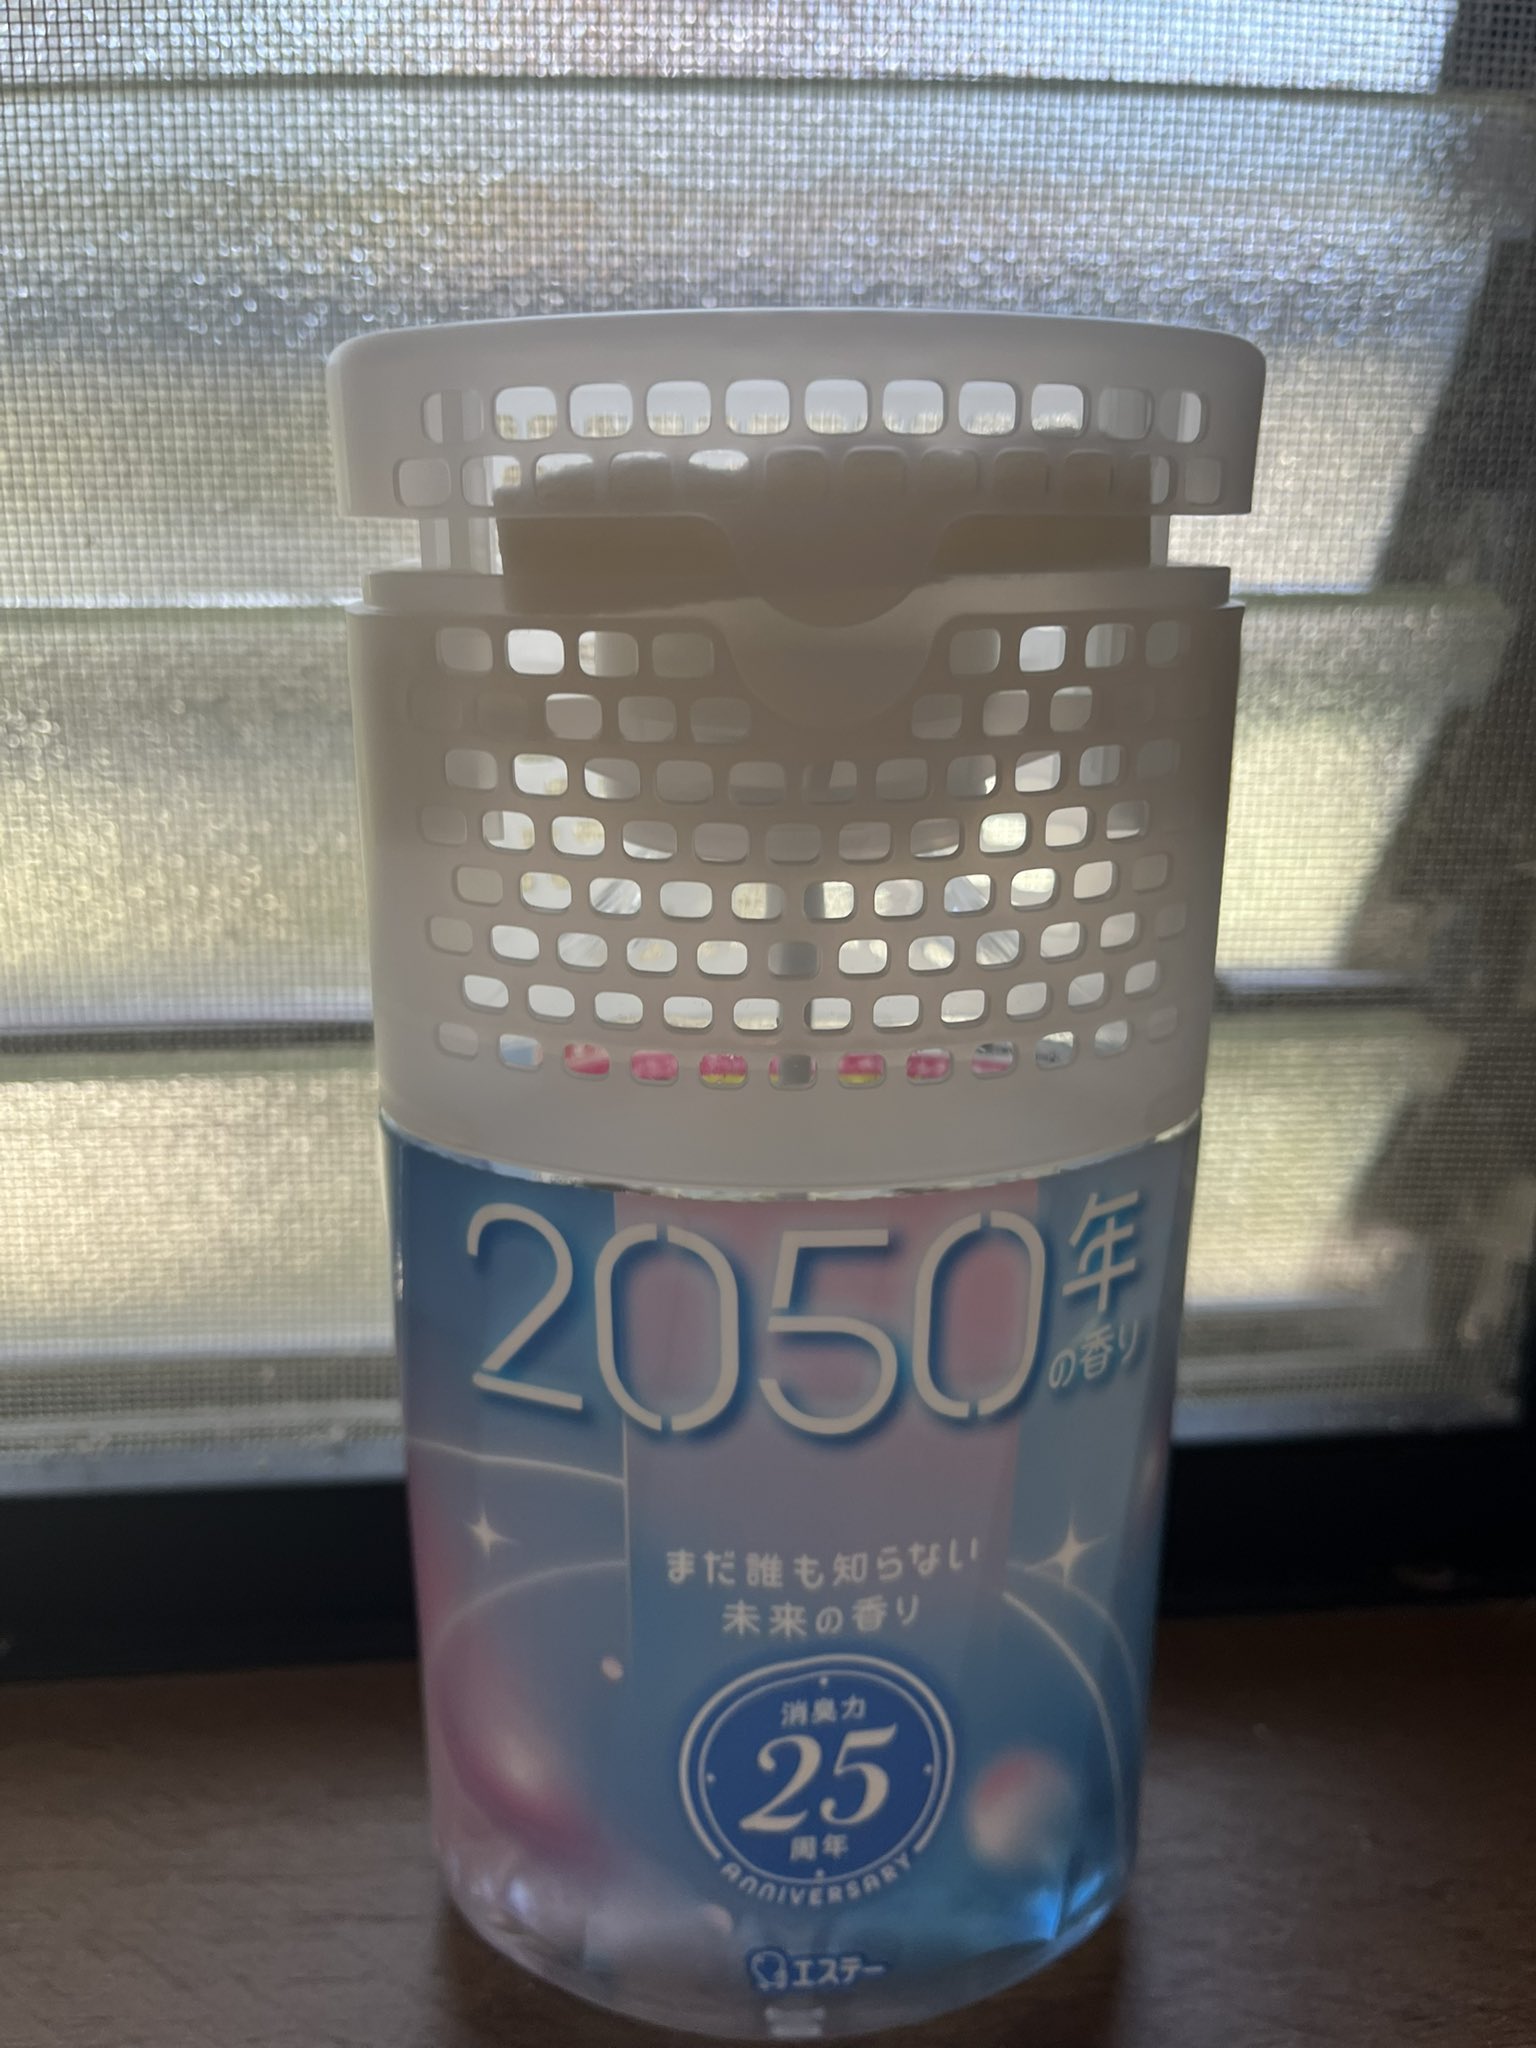 2050年
の香り
まだ誰も知らない
未来の香り
消臭力
25
周年
ANNIVERSARY
エステー